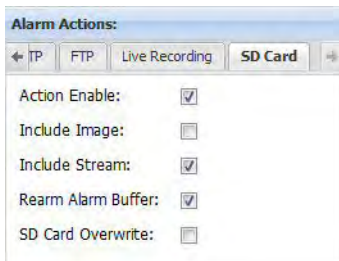 Alarm Actions:
TP FTP Live Recording SD Card
Action Enable:
Include Image:
Include Stream:
Rearm Alarm Buffer:
SD Card Overwrite: